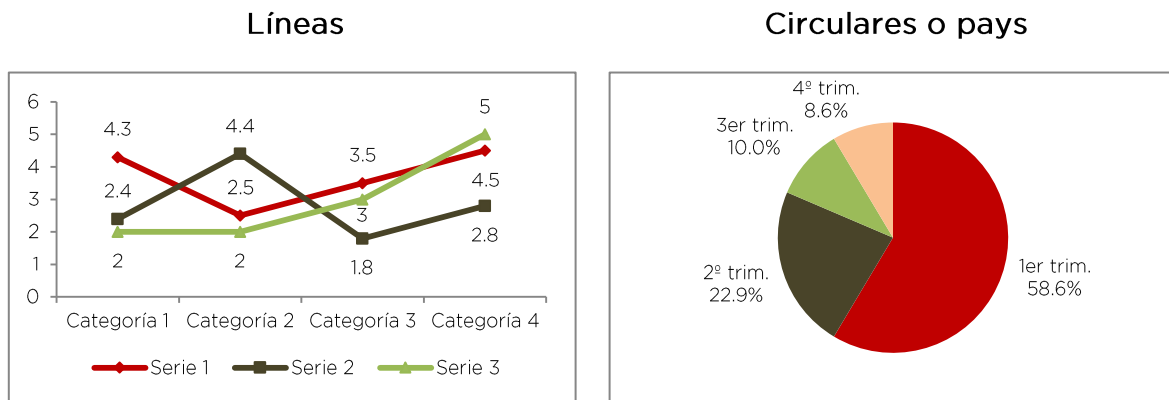 Líneas
6
5
4
3
2
1
0
4.3
2.4
2
4.4
2.5
2
3.5
3
1.8
5
4.5
2.8
Categoría 1
Categoría 2
Categoría 3
Categoría 4
Serie 1
Serie 2
Serie 3
Circulares o pays
4º trim.
8.6%
3er trim.
10.0%
2º trim.
22.9%
1er trim.
58.6%